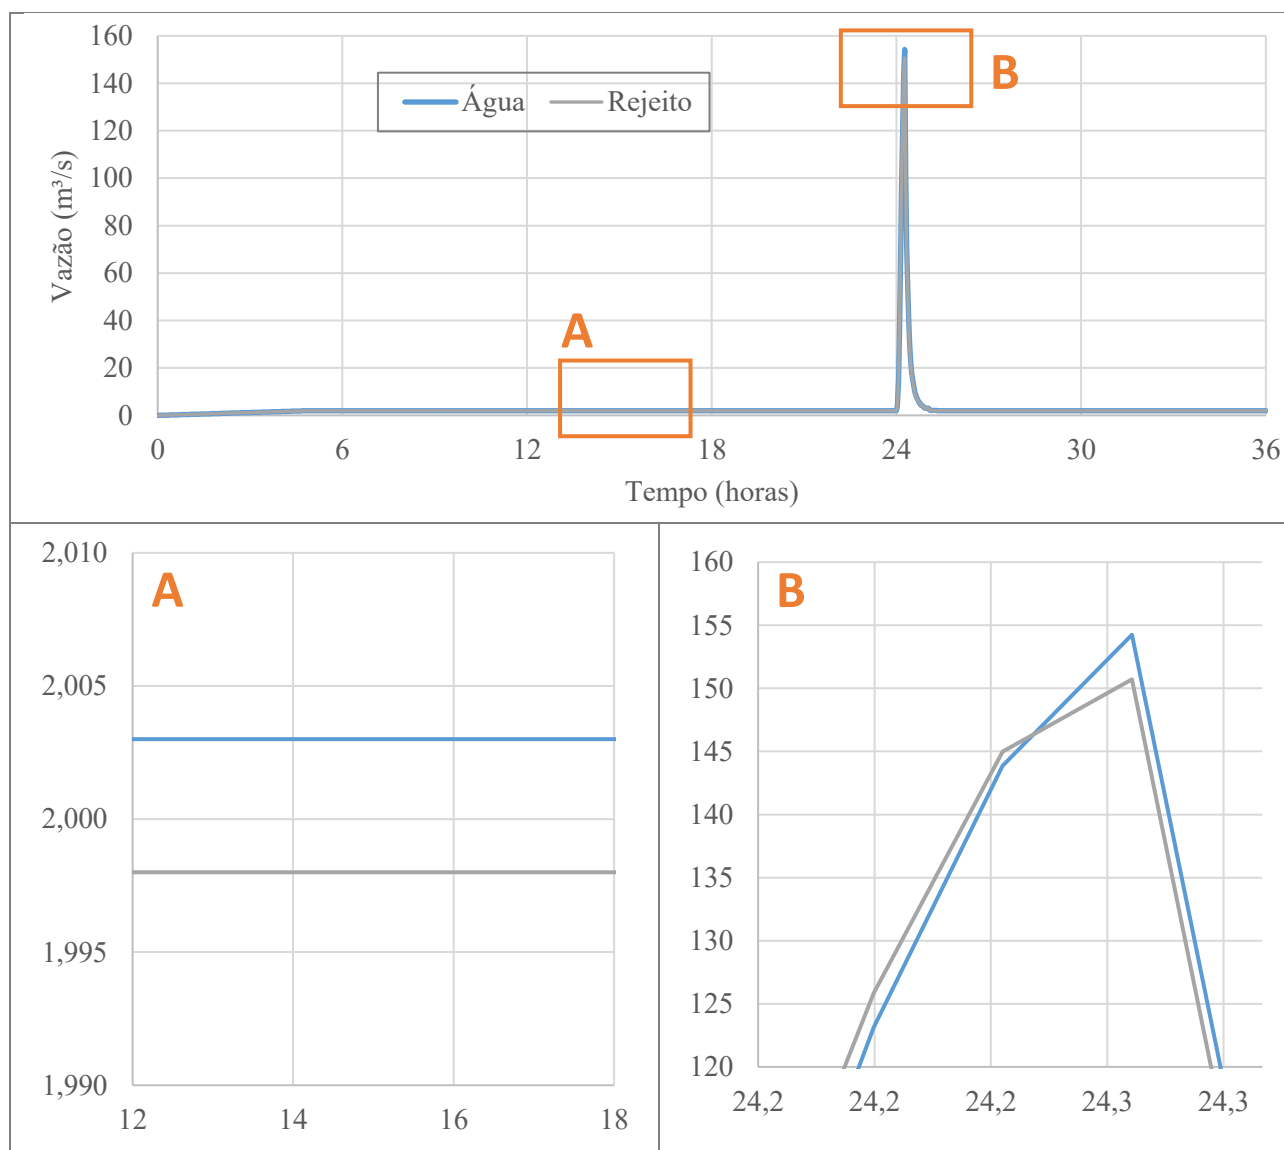 160
140
120
100
80
60
40
20
0
Vazão (m³/s)
Água
Rejeito
A
B
0 6 12 18 24 30 36
Tempo (horas)
2,010
2,005
2,000
1,995
1,990
A
12 14 16 18
160
155
150
145
140
135
130
125
120
B
24,2 24,2 24,2 24,3 24,3